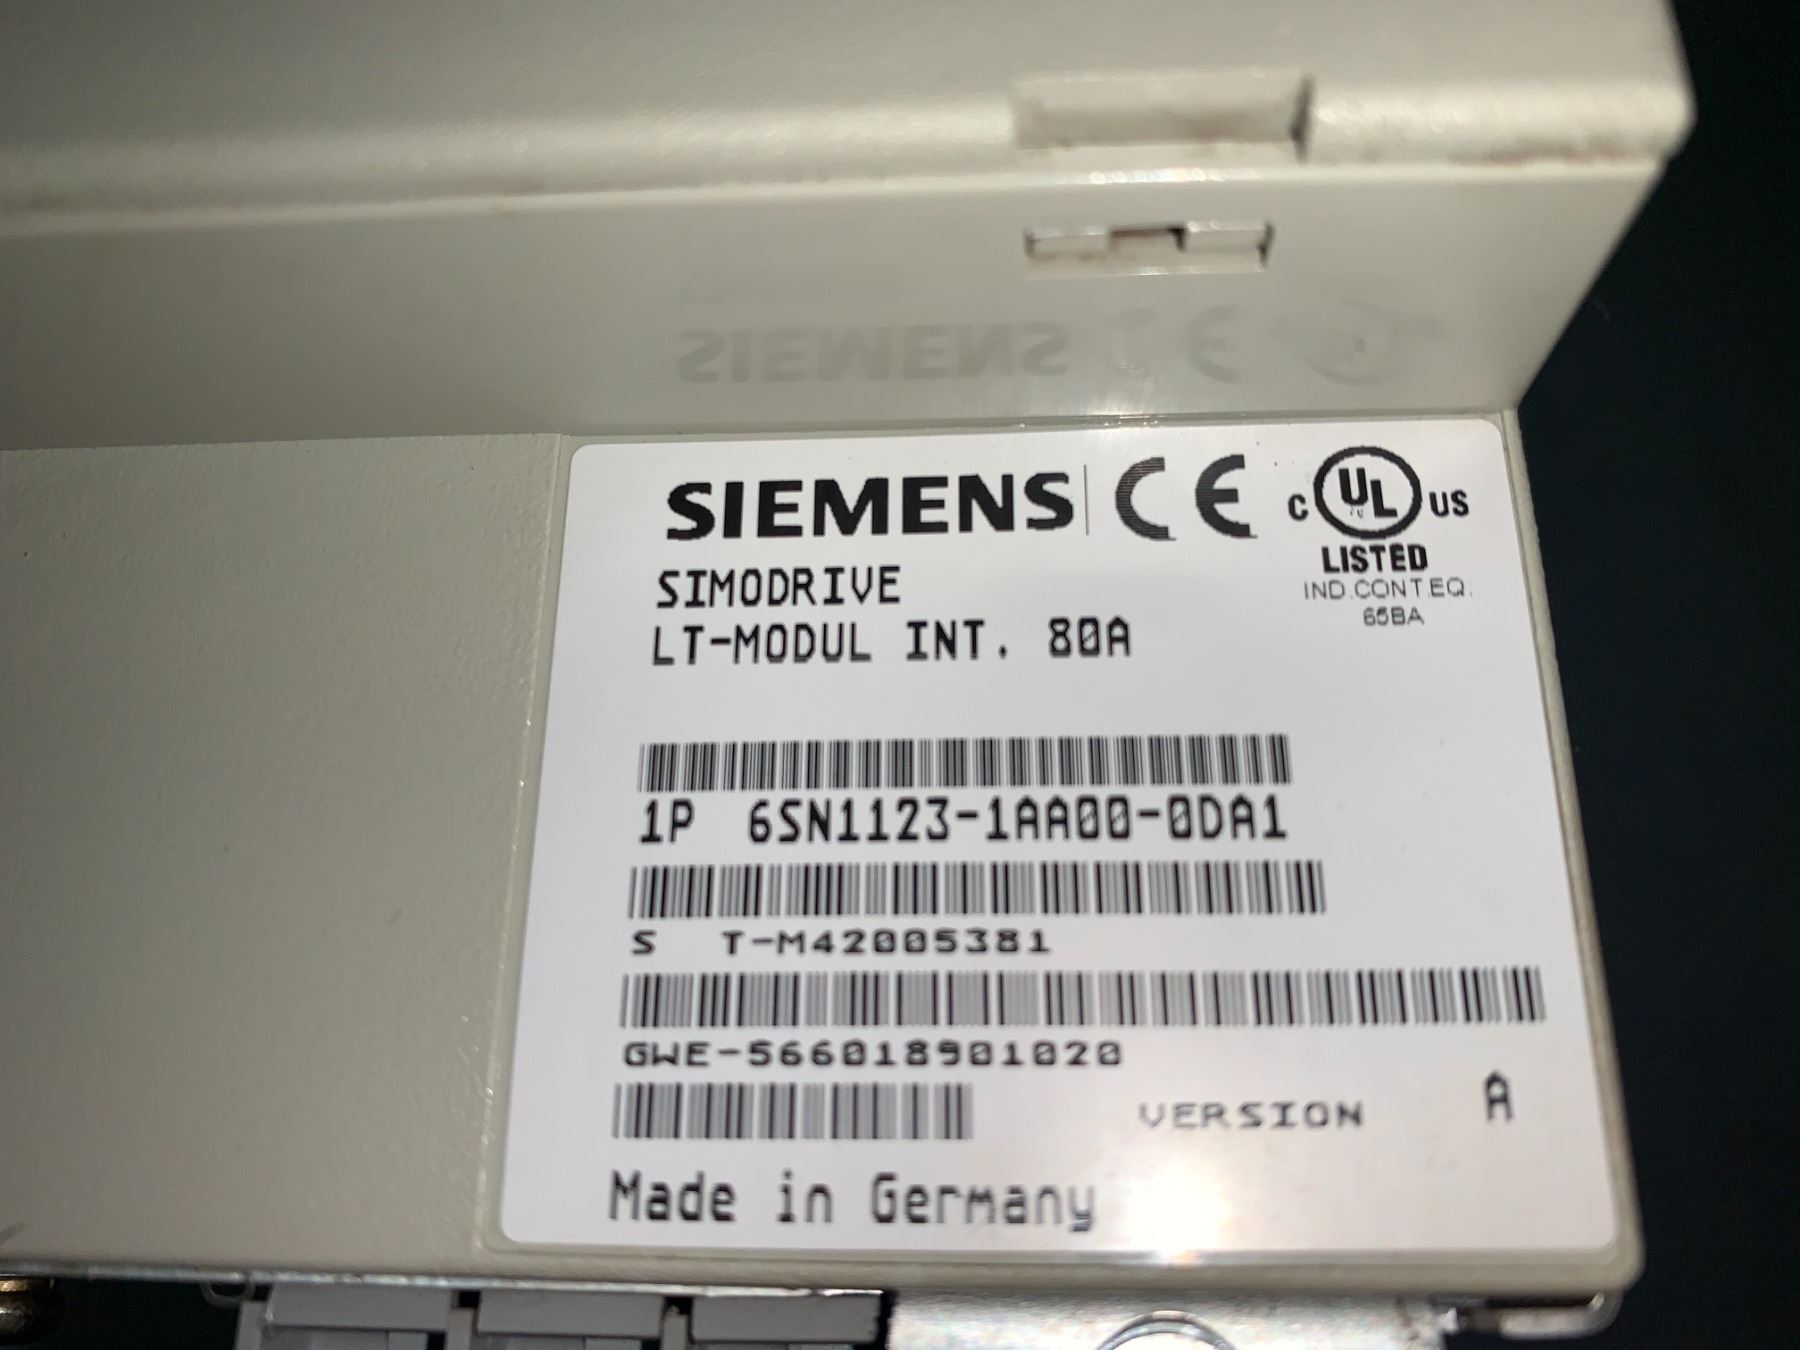 SIEMENS CE C UL US
LISTED
IND.CONT.EQ.
65BA
SIMODRIVE
LT-MODUL INT. 80A
1P 6SN1123-1AA00-0DA1
S T-M42005381
GWE-566018901020
VERSION A
Made in Germany